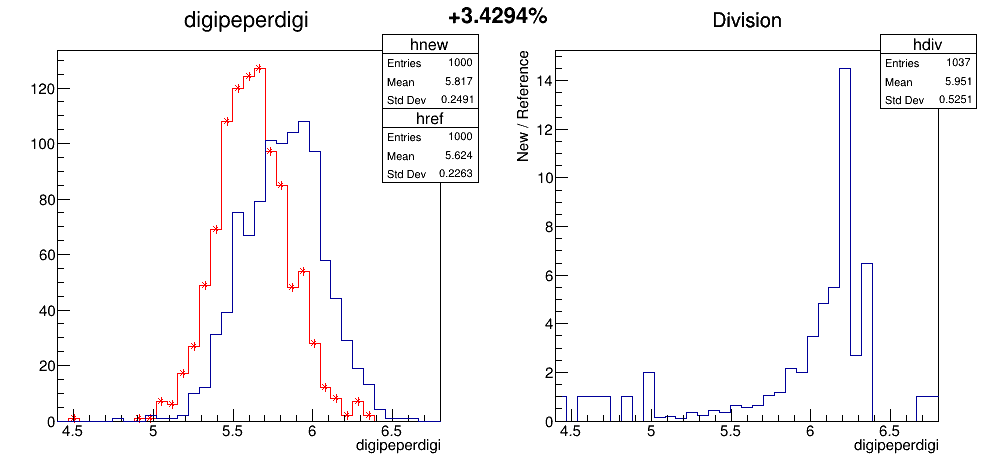 +3.4294%
digipeperdigi
hnew
Entries 1000
Mean 5.817
Std Dev 0.2491
href
Entries 1000
Mean 5.624
Std Dev 0.2263
120
100
80
60
40
20
0
4.5 5 5.5 6 6.5
digipeperdigi
Division
hdiv
Entries 1037
Mean 5.951
Std Dev 0.5251
New / Reference
14
12
10
8
6
4
2
0
4.5 5 5.5 6 6.5
digipeperdigi